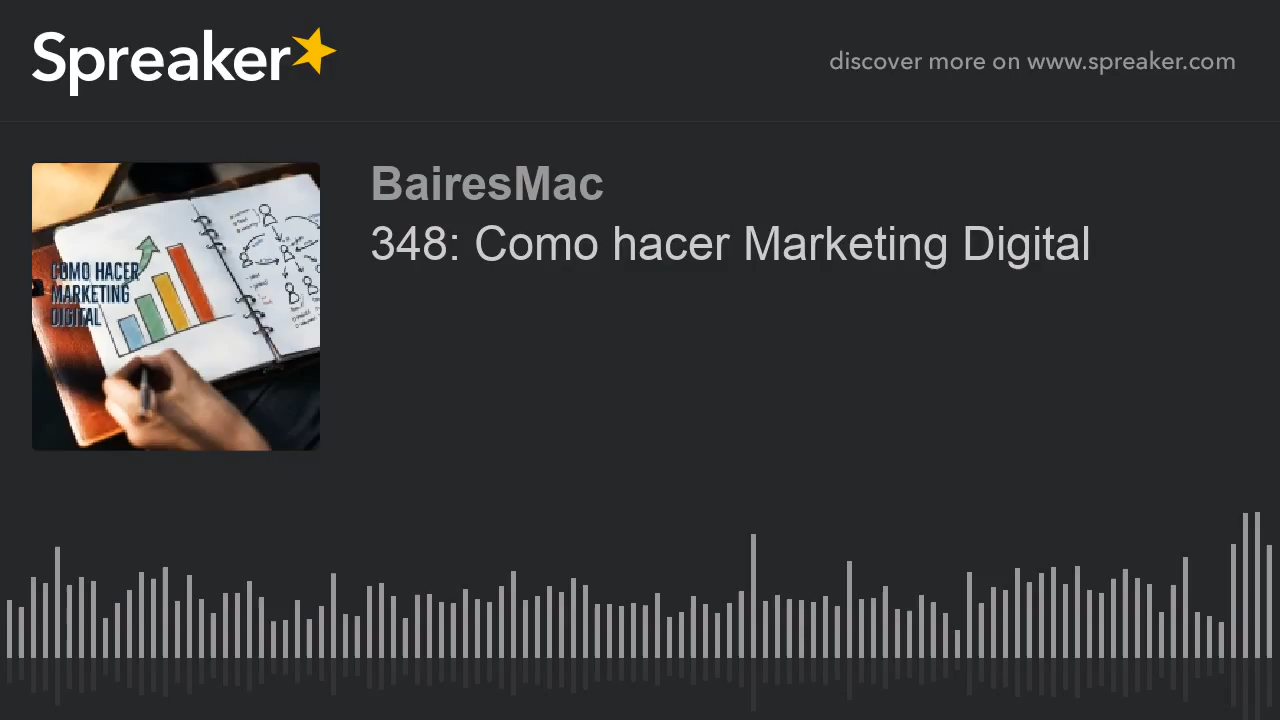 Spreaker
discover more on www.spreaker.com
BairesMac
348: Como hacer Marketing Digital
COMO HACER
MARKETING
DIGITAL